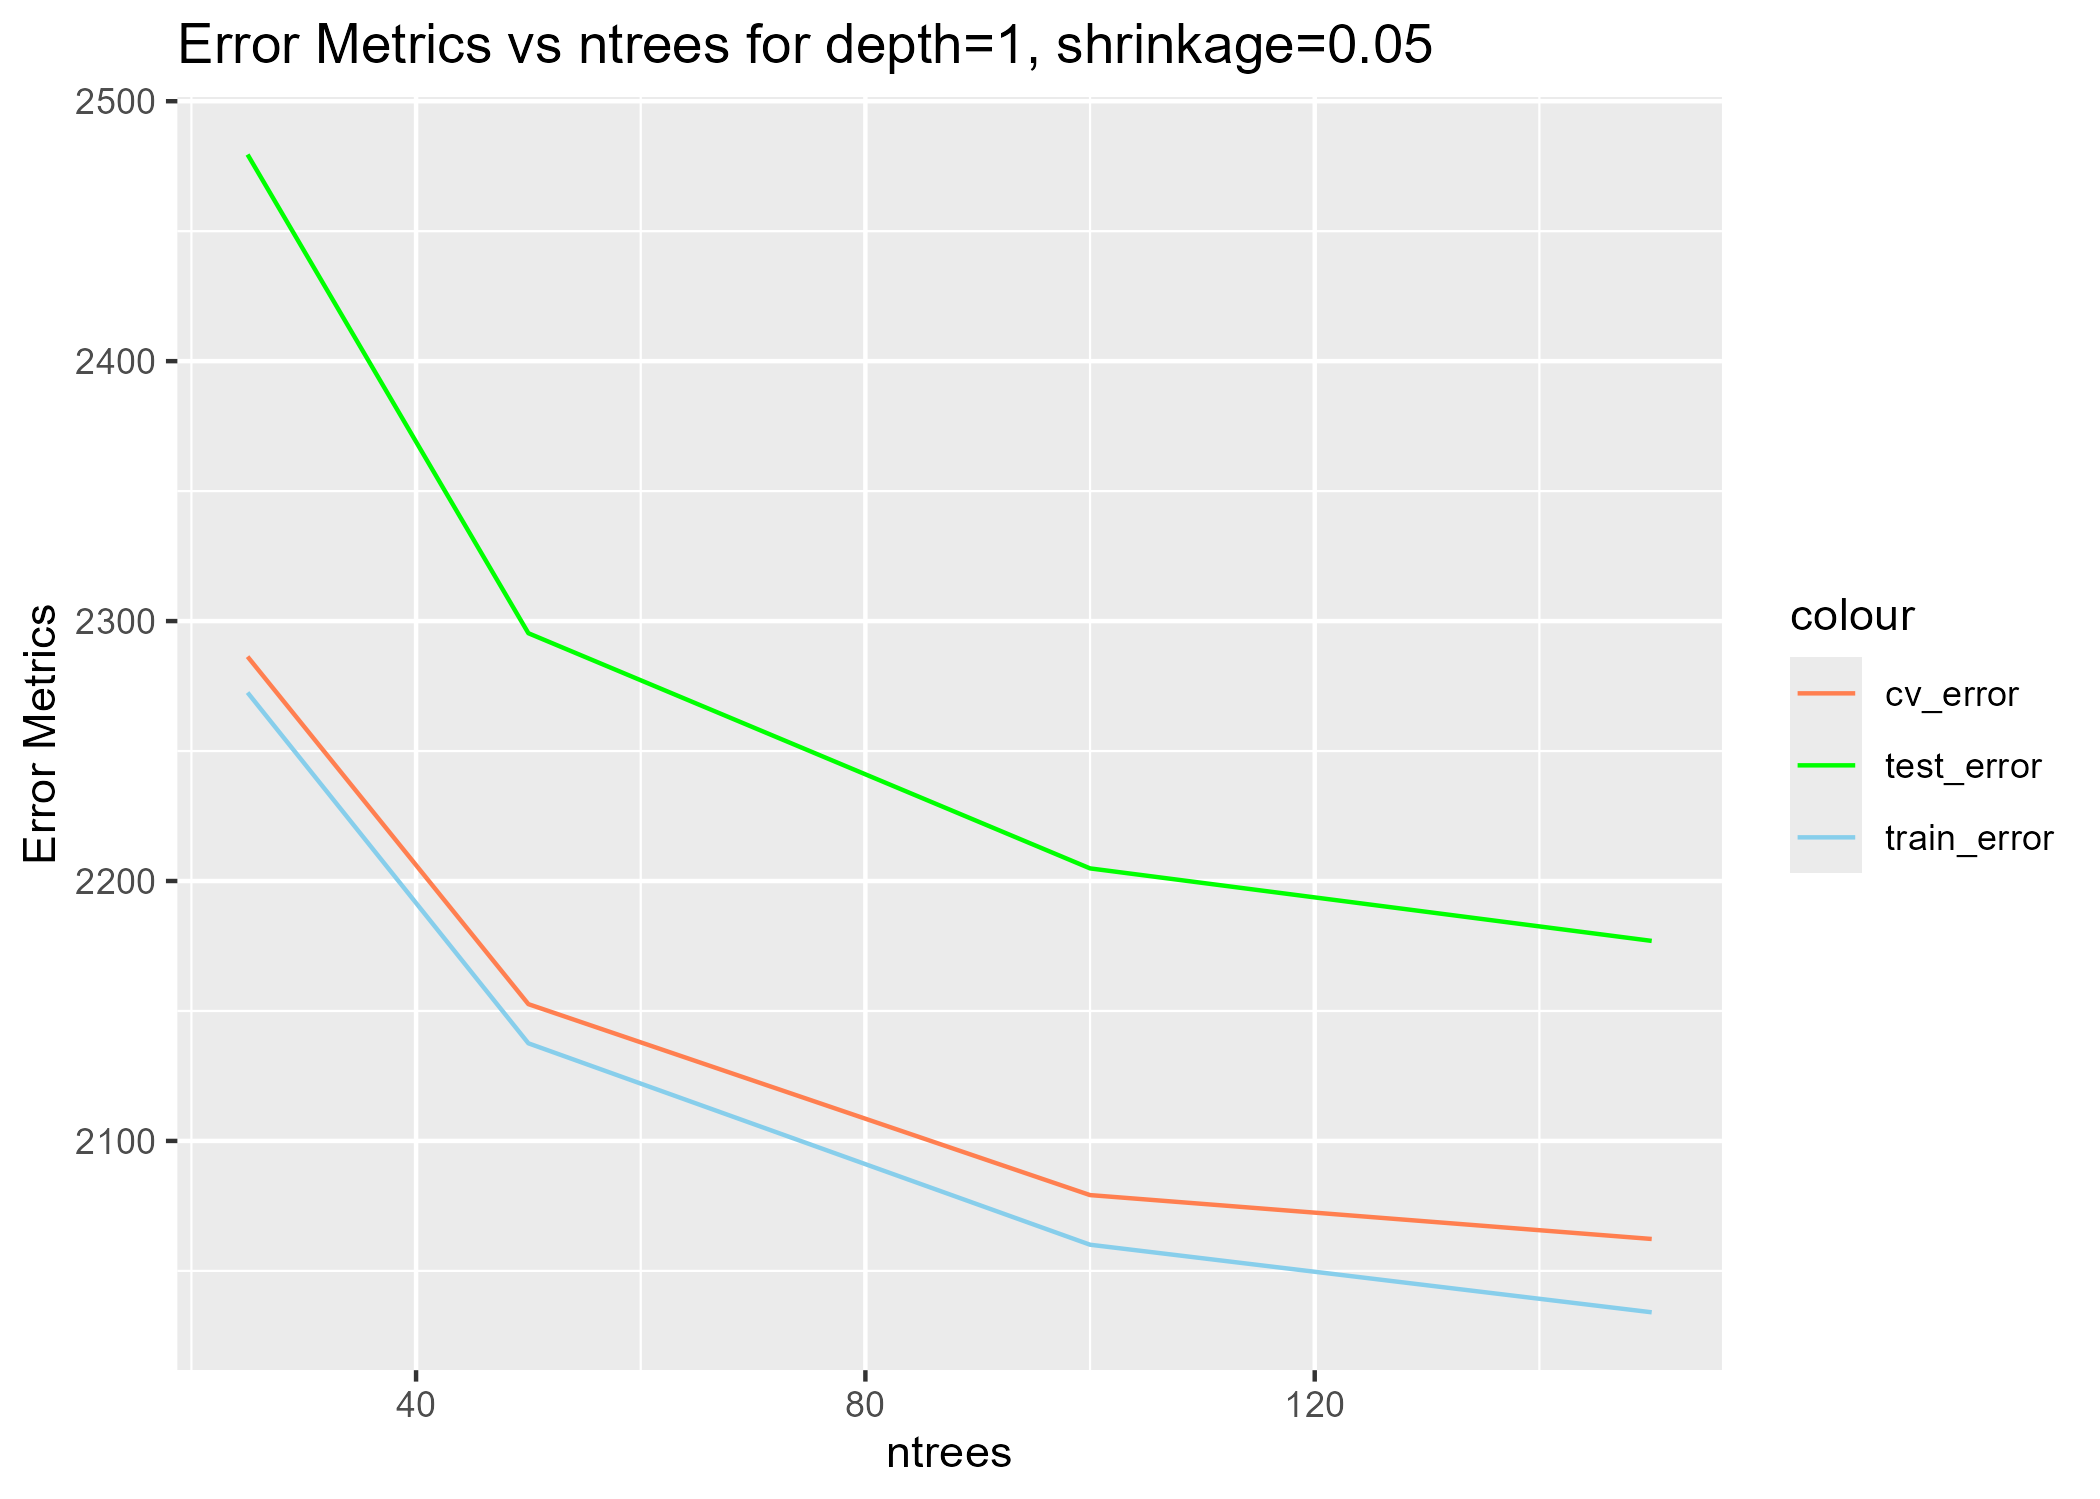 Error Metrics vs ntrees for depth=1, shrinkage=0.05
2500
2400
2300
2200
2100
Error Metrics
40 80 120
ntrees
colour
cv_error
test_error
train_error